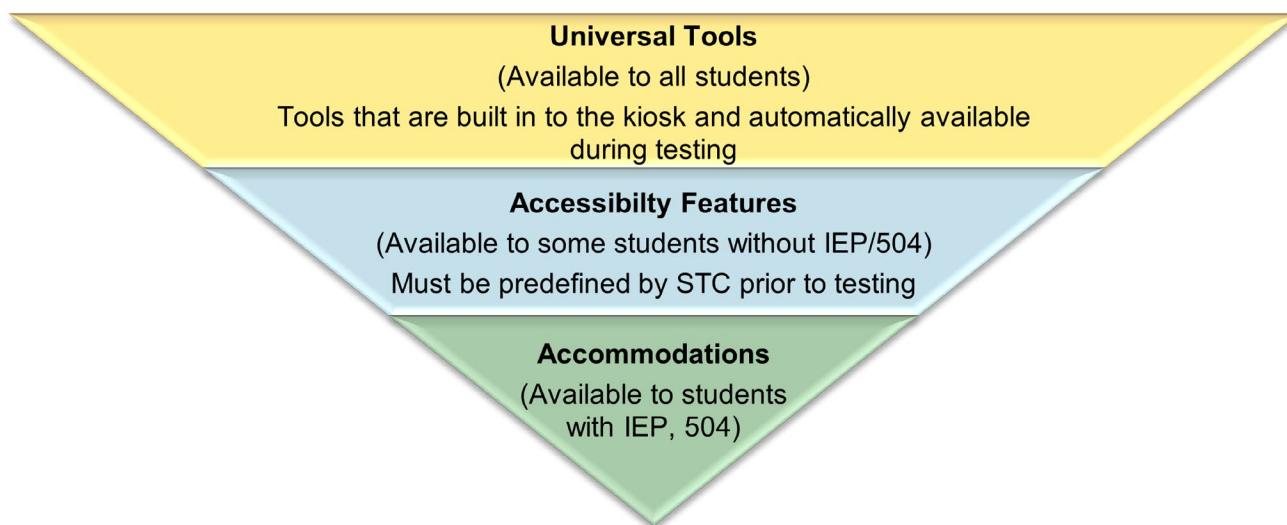 Universal Tools
(Available to all students)
Tools that are built in to the kiosk and automatically available
during testing
Accessibilty Features
(Available to some students without IEP/504)
Must be predefined by STC prior to testing
Accommodations
(Available to students
with IEP, 504)